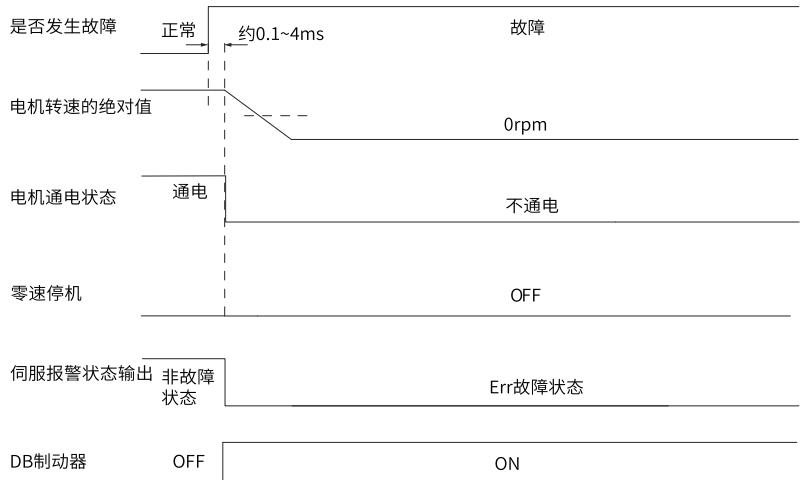 是否发生故障 正常 约0.1~4ms 故障
电机转速的绝对值 0rpm
电机通电状态 通电 不通电
零速停机 OFF
伺服报警状态输出 非故障
状态 Err故障状态
DB制动器 OFF ON